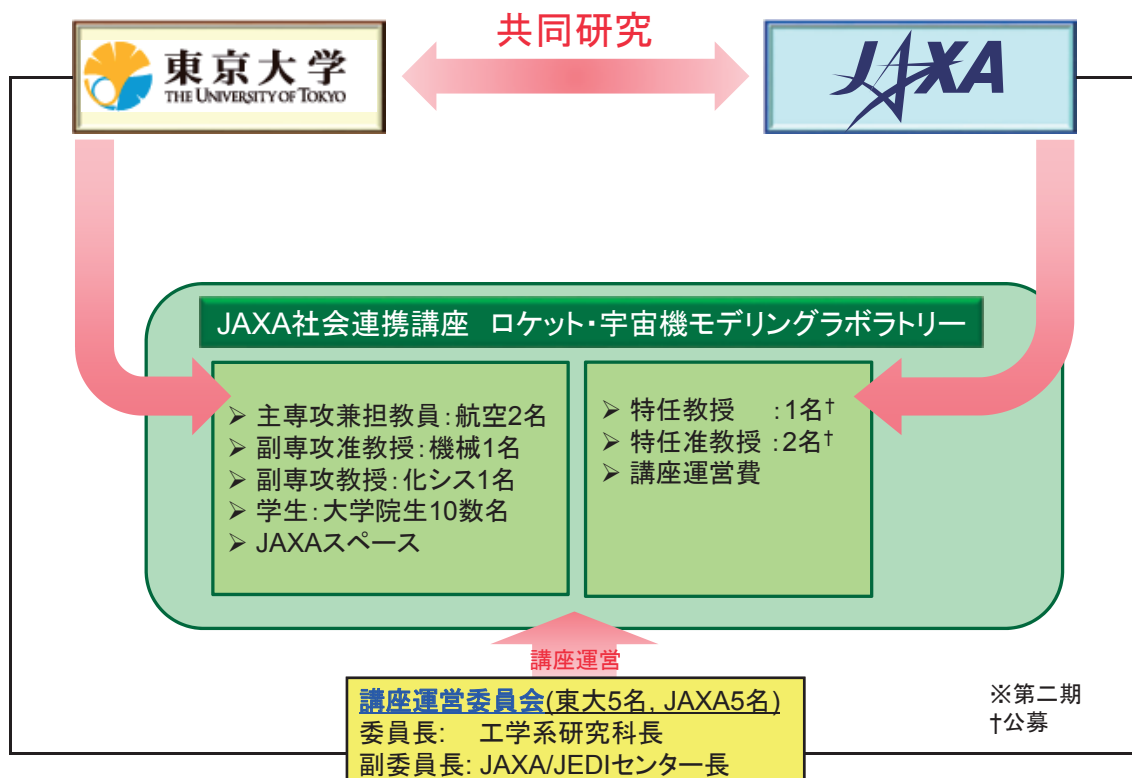 共同研究
東京大学
THE UNIVERSITY OF TOKYO
JAXA
JAXA社会連携講座 ロケット・宇宙機モデリングラボラトリー
➢ 主専攻兼担教員：航空2名
➢ 副専攻准教授：機械1名
➢ 副専攻教授：化シス1名
➢ 学生：大学院生10数名
➢ JAXAスペース
➢ 特任教授 ：1名†
➢ 特任准教授 ：2名†
➢ 講座運営費
講座運営
講座運営委員会(東大5名, JAXA5名)
委員長: 工学系研究科長
副委員長: JAXA/JEDIセンター長
※第二期
†公募